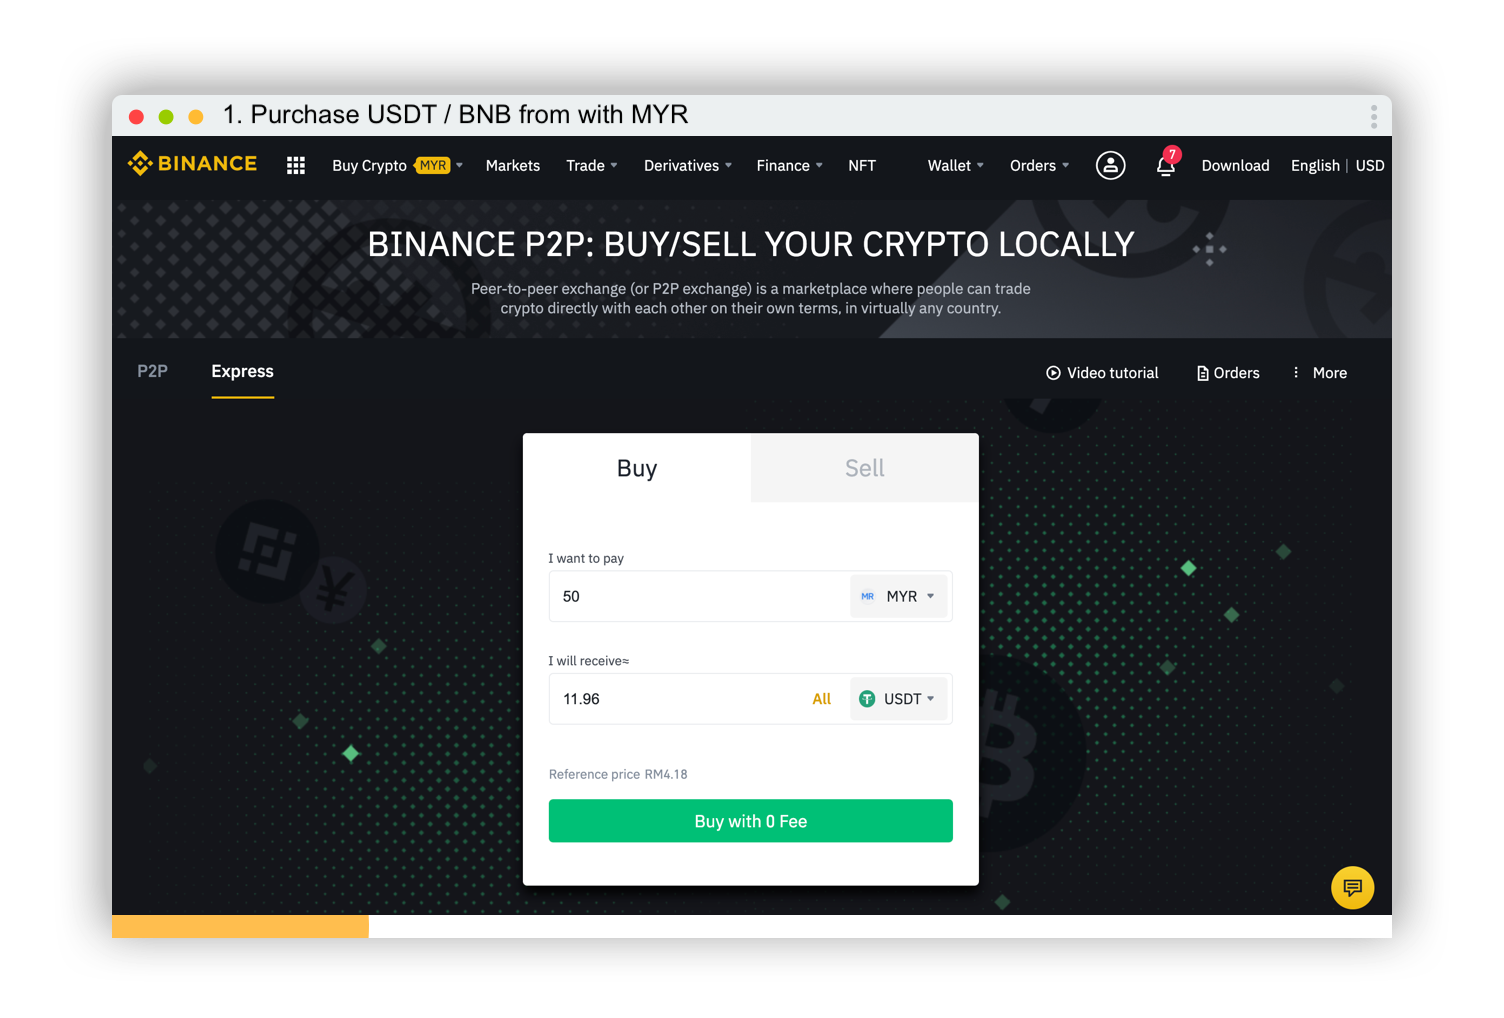 1. Purchase USDT / BNB from with MYR
BINANCE Buy Crypto MYR Markets Trade Derivatives Finance NFT Wallet Orders 7 Download English | USD
BINANCE P2P: BUY/SELL YOUR CRYPTO LOCALLY
Peer-to-peer exchange (or P2P exchange) is a marketplace where people can trade
crypto directly with each other on their own terms, in virtually any country.
P2P Express Video tutorial Orders More
Buy Sell
I want to pay
50 MR MYR
I will receive≈
11.96 All USDT
Reference price RM4.18
Buy with 0 Fee